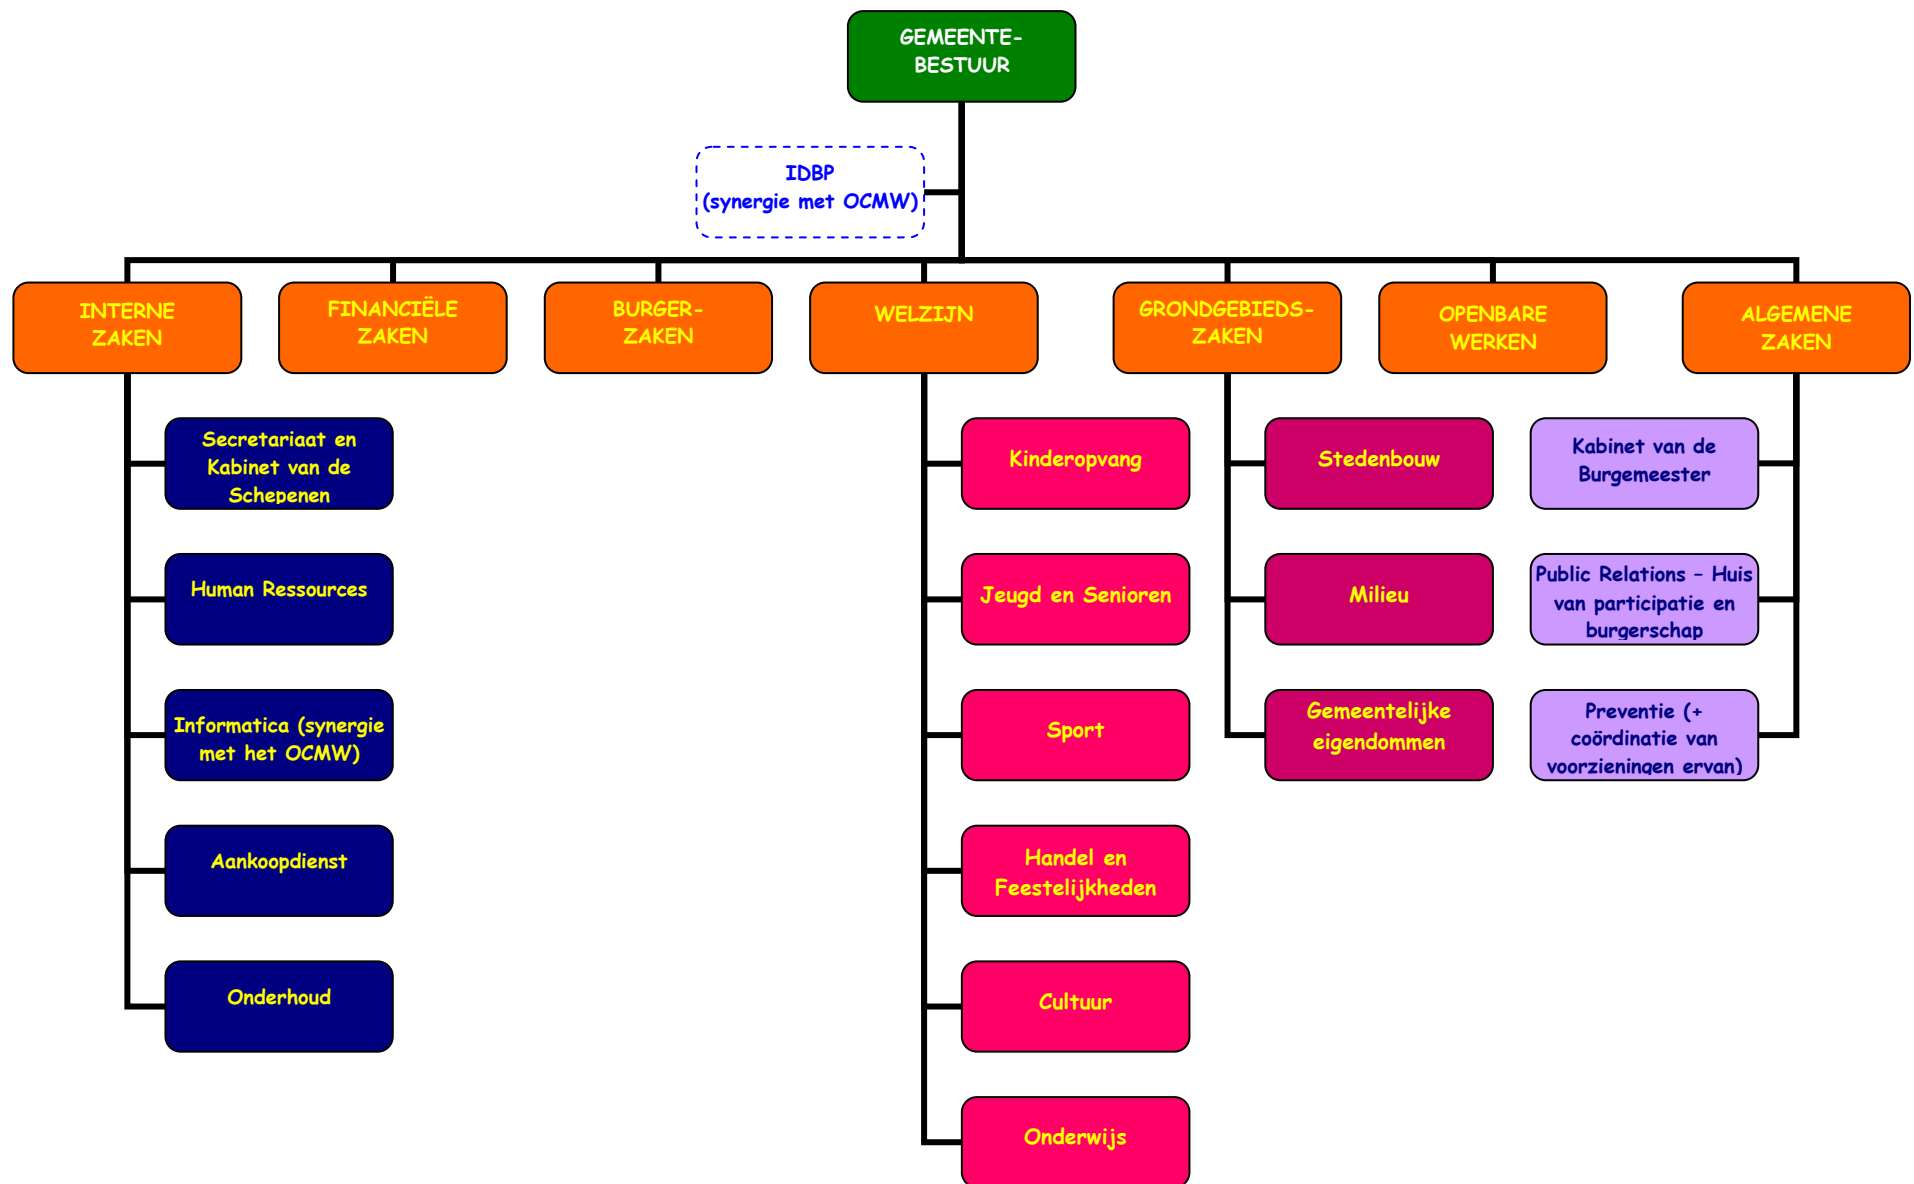 GEMEENTE-
BESTUUR
IDBP
(synergie met OCMW)
INTERNE
ZAKEN
FINANCIËLE
ZAKEN
BURGER-
ZAKEN
WELZIJN
GRONDGEBIEDS-
ZAKEN
OPENBARE
WERKEN
ALGEMENE
ZAKEN
Secretariaat en
Kabinet van de
Schepenen
Human Ressources
Informatica (synergie
met het OCMW)
Aankoopdienst
Onderhoud
Kinderopvang
Jeugd en Senioren
Sport
Handel en
Feestelijkheden
Cultuur
Onderwijs
Stedenbouw
Milieu
Gemeentelijke
eigendommen
Kabinet van de
Burgemeester
Public Relations – Huis
van participatie en
burgerschap
Preventie (+
coördinatie van
voorzieningen ervan)